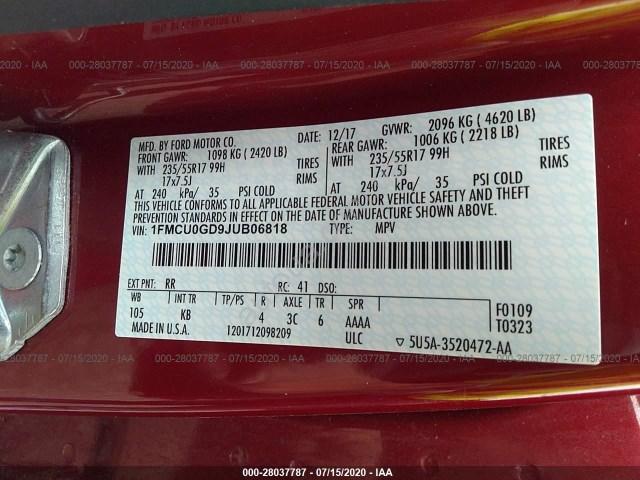 000-28037787 - 07/15/2020 - IAA
000-28037787 - 07/15/2020 - IAA
MFD. BY FORD MOTOR CO. DATE: 12/17 GVWR: 2096 KG ( 4620 LB)
FRONT GAWR: 1098 KG ( 2420 LB) REAR GAWR: 1006 KG ( 2218 LB)
WITH 235/55R17 99H TIRES WITH 235/55R17 99H TIRES
17x7.5J RIMS 17x7.5J RIMS
AT 240 kPa/ 35 PSI COLD AT 240 kPa/ 35 PSI COLD
THIS VEHICLE CONFORMS TO ALL APPLICABLE FEDERAL MOTOR VEHICLE SAFETY AND THEFT
PREVENTION STANDARDS IN EFFECT ON THE DATE OF MANUFACTURE SHOWN ABOVE.
VIN: 1FMCU0GD9JUB06818 TYPE: MPV
EXT PNT: RR RC: 41 DSO:
WB INT TR TP/PS R AXLE TR SPR F0109
105 KB 4 3C 6 AAAA T0323
MADE IN U.S.A. 1201712098209 ULC ▽ 5U5A-3520472-AA
000-28037787 - 07/15/2020 - IAA